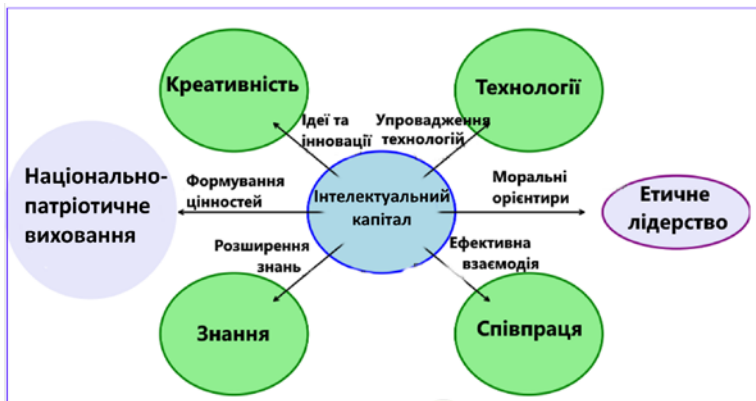 Креативність
Технології
Ідеї та
інновації
Упровадження
технологій
Національно-
патріотичне
виховання
Формування
цінностей
Інтелектуальний
капітал
Моральні
орієнтири
Етичне
лідерство
Розширення
знань
Ефективна
взаємодія
Знання
Співпраця